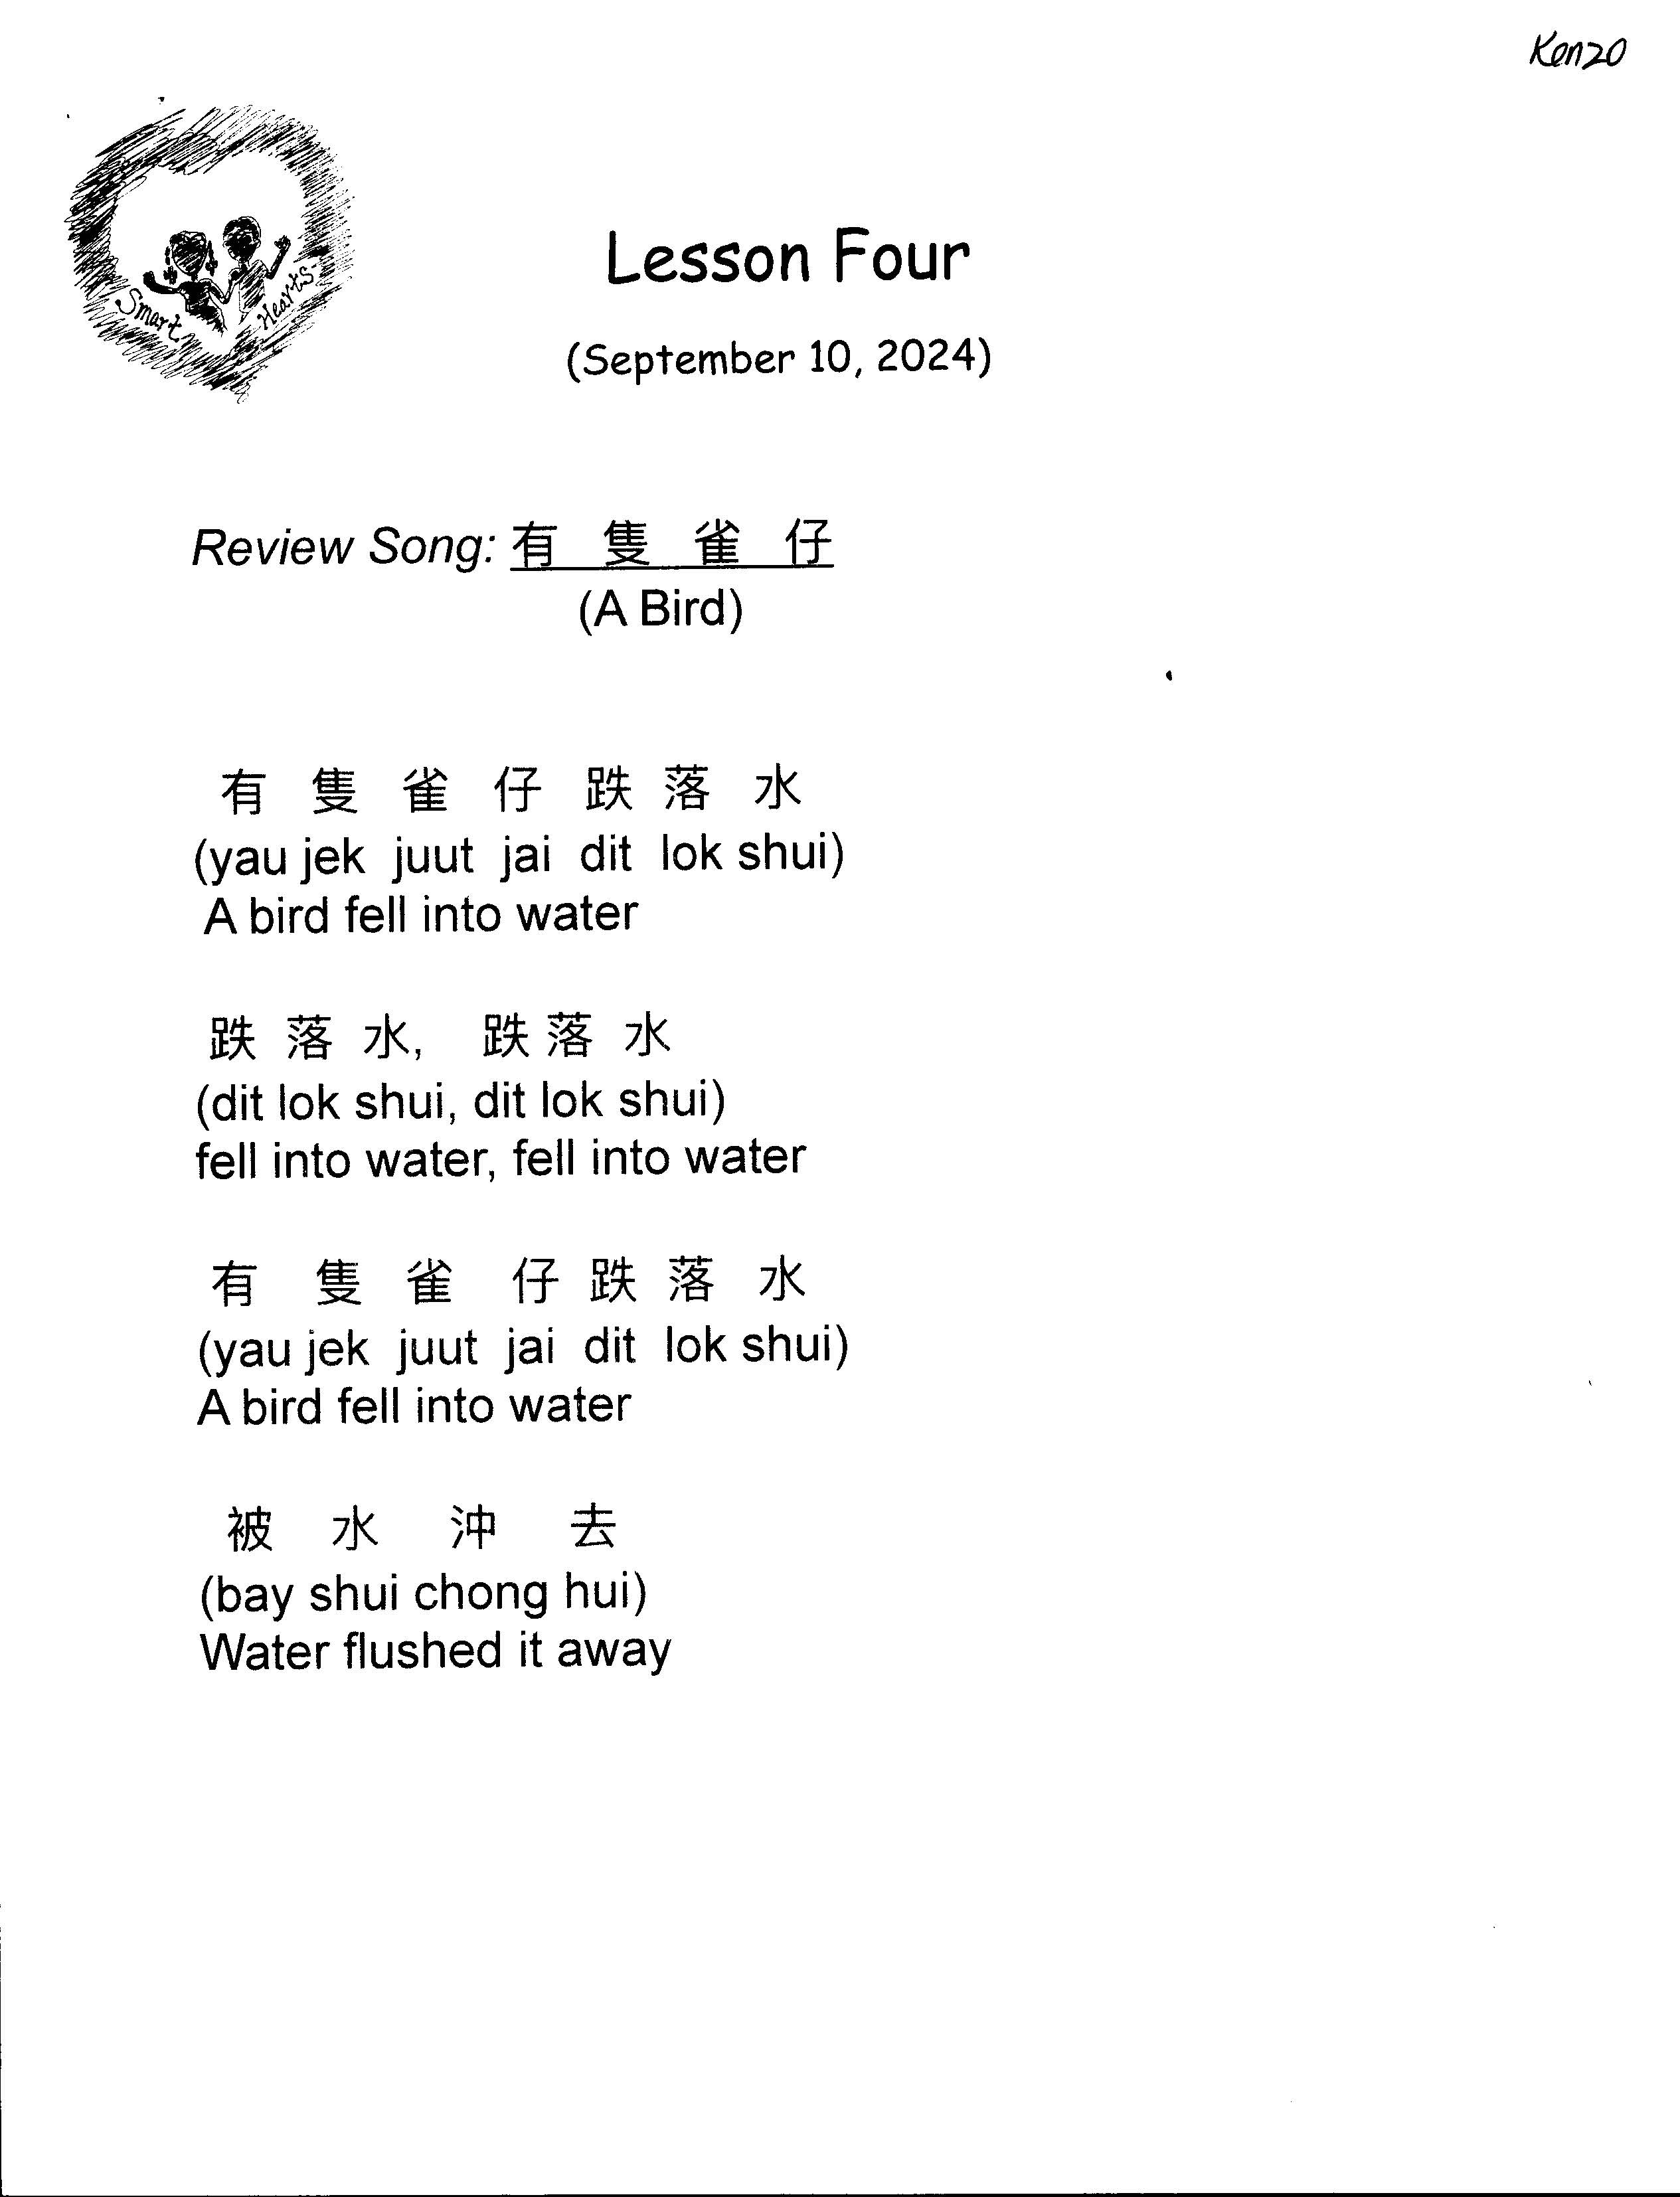 Kenzo
Smart Hearts
Lesson Four
(September 10, 2024)
Review Song: 有 隻 雀 仔
(A Bird)
有 隻 雀 仔 跌 落 水
(yau jek juut jai dit lok shui)
A bird fell into water
跌 落 水, 跌 落 水
(dit lok shui, dit lok shui)
fell into water, fell into water
有 隻 雀 仔 跌 落 水
(yau jek juut jai dit lok shui)
A bird fell into water
被 水 沖 去
(bay shui chong hui)
Water flushed it away